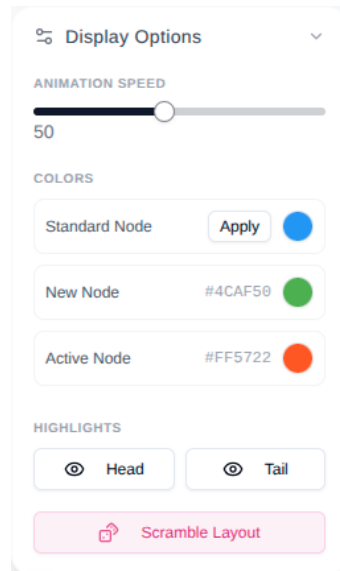 Display Options
ANIMATION SPEED
50
COLORS
Standard Node Apply
New Node #4CAF50
Active Node #FF5722
HIGHLIGHTS
Head Tail
Scramble Layout